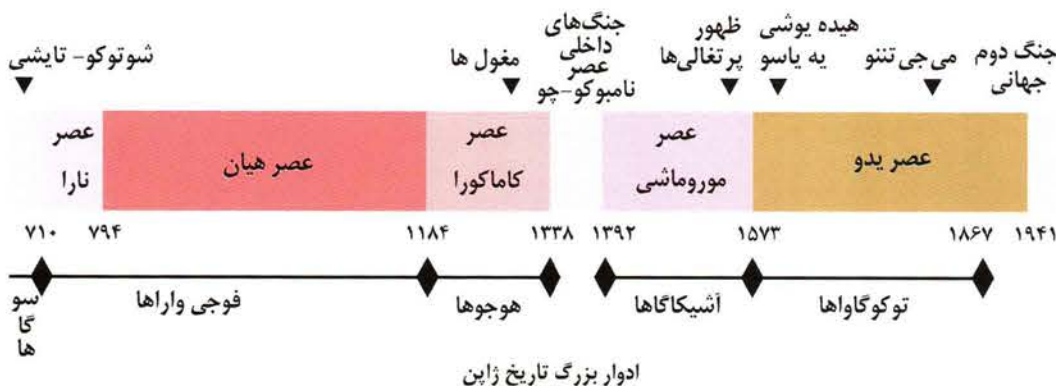 شوتوکو- تایشی
مغول ها
جنگ‌های
داخلی
عصر
نامبوکو-چو
ظهور
پرتغالی‌ها
هیده یوشی
یه یاسو
می‌جی تننو
جنگ دوم
جهانی
عصر
نارا
عصر هیان
عصر
کاماکورا
عصر
موروماشی
عصر یدو
۷۱۰ ۷۹۴ ۱۱۸۴ ۱۳۳۸ ۱۳۹۲ ۱۵۷۳ ۱۸۶۷ ۱۹۴۱
سو
گا
ها
فوجی واراها
هوجوها
آشیکاگاها
توکوگاواها
ادوار بزرگ تاریخ ژاپن